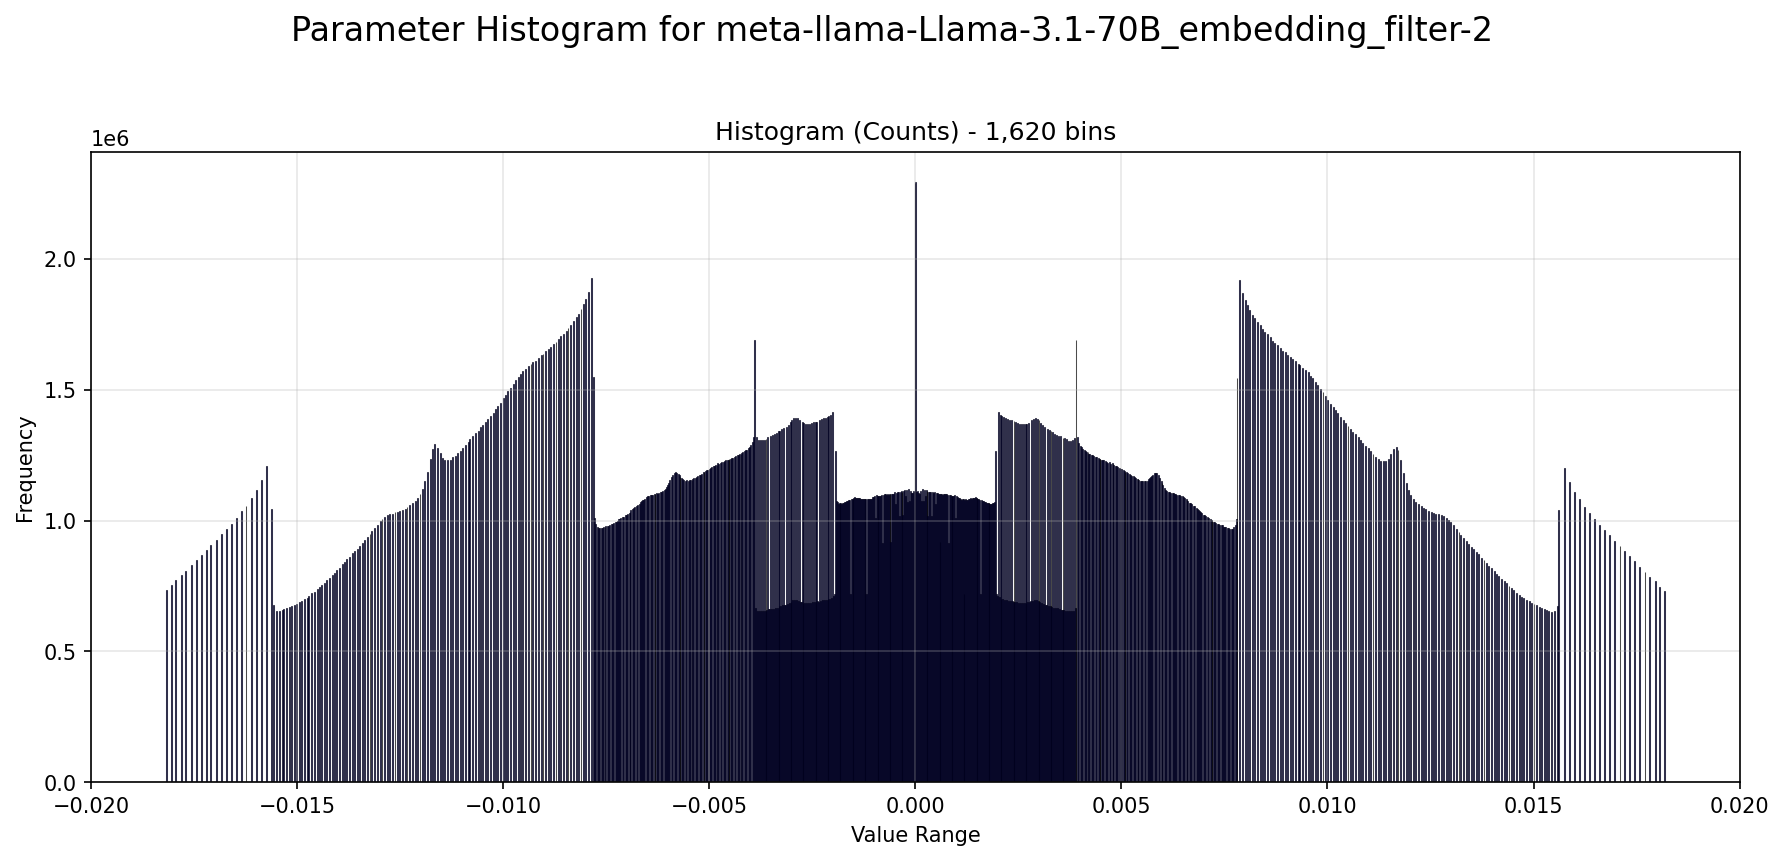 Parameter Histogram for meta-llama-Llama-3.1-70B_embedding_filter-2
Histogram (Counts) - 1,620 bins
1e6
2.0
1.5
1.0
0.5
0.0
Frequency
−0.020 −0.015 −0.010 −0.005 0.000 0.005 0.010 0.015 0.020
Value Range